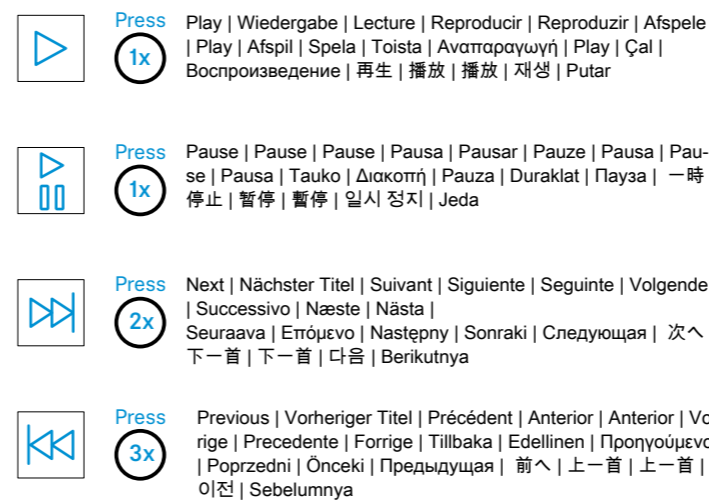 Press
1x
Play | Wiedergabe | Lecture | Reproducir | Reproduzir | Afspele
| Play | Afspil | Spela | Toista | Αναπαραγωγή | Play | Çal |
Воспроизведение | 再生 | 播放 | 播放 | 재생 | Putar
Press
1x
Pause | Pause | Pause | Pausa | Pausar | Pauze | Pausa | Pau-
se | Pausa | Tauko | Διακοπή | Pauza | Duraklat | Пауза | 一時
停止 | 暂停 | 暫停 | 일시 정지 | Jeda
Press
2x
Next | Nächster Titel | Suivant | Siguiente | Seguinte | Volgende
| Successivo | Næste | Nästa |
Seuraava | Επόμενο | Następny | Sonraki | Следующая | 次へ
下一首 | 下一首 | 다음 | Berikutnya
Press
3x
Previous | Vorheriger Titel | Précédent | Anterior | Anterior | Vo
rige | Precedente | Forrige | Tillbaka | Edellinen | Προηγούμενο
| Poprzedni | Önceki | Предыдущая | 前へ | 上一首 | 上一首 |
이전 | Sebelumnya